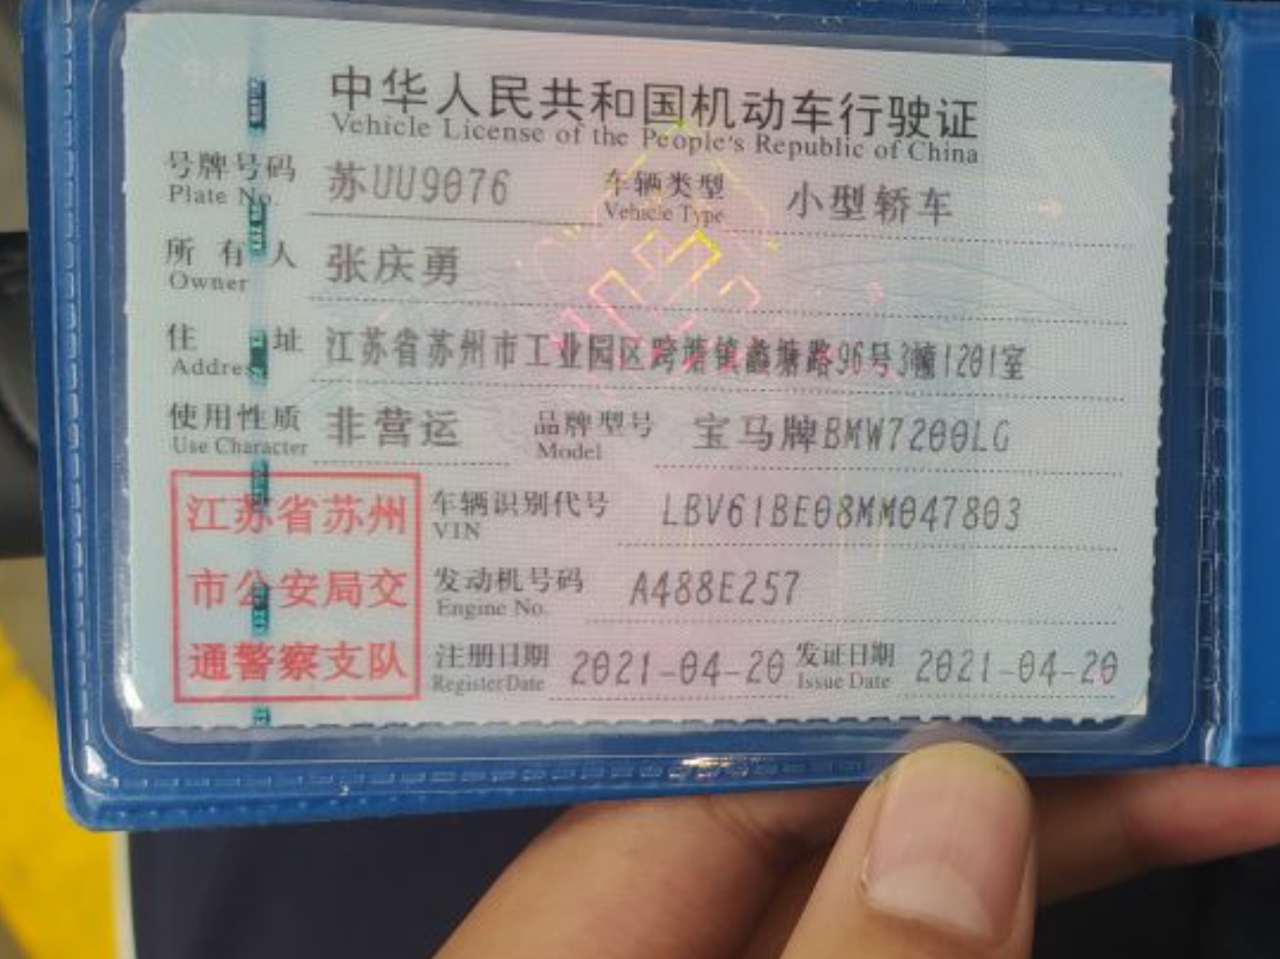 中华人民共和国机动车行驶证
Vehicle License of the People's Republic of China
号牌号码 苏UU9076 车辆类型 小型轿车
Plate No. Vehicle Type
所有人 张庆勇
Owner
住址 江苏省苏州市工业园区跨塘镇蠡塘路96号3幢1201室
Address
使用性质 非营运 品牌型号 宝马牌BMW7200LG
Use Character Model
江苏省苏州 车辆识别代号 LBV61BE08MM047803
VIN
市公安局交 发动机号码 A488E257
Engine No.
通警察支队 注册日期 2021-04-20 发证日期 2021-04-20
Register Date Issue Date